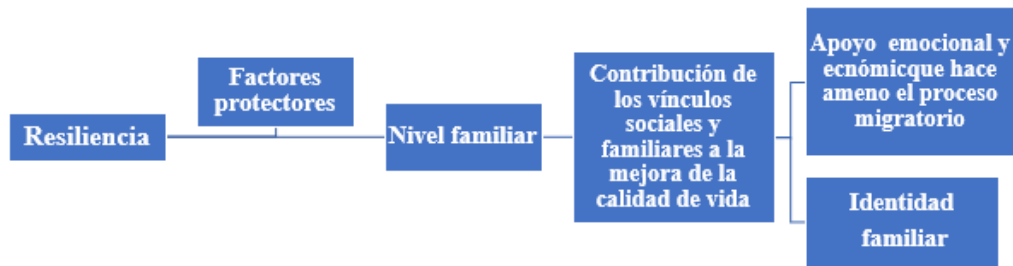 Resiliencia
Factores
protectores
Nivel familiar
Contribución de
los vínculos
sociales y
familiares a la
mejora de la
calidad de vida
Apoyo emocional y
ecnómicque hace
ameno el proceso
migratorio
Identidad
familiar